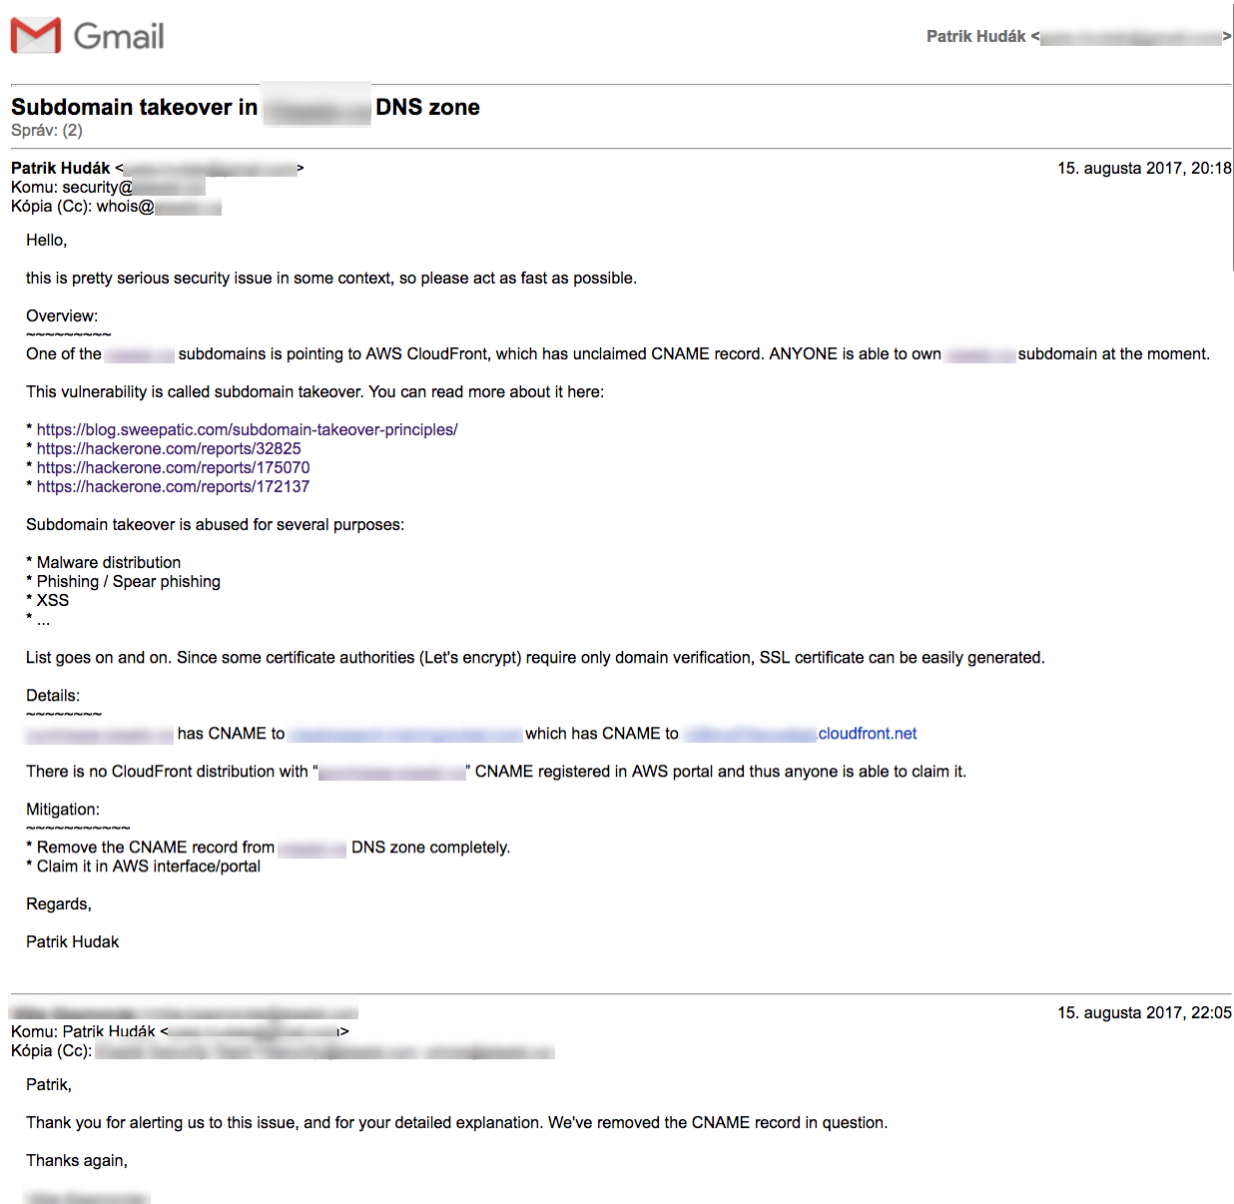 Gmail
Patrik Hudák < >
Subdomain takeover in DNS zone
Správ: (2)
Patrik Hudák < >
15. augusta 2017, 20:18
Komu: security@
Kópia (Cc): whois@
Hello,
this is pretty serious security issue in some context, so please act as fast as possible.
Overview:
~~~~~~~~~
One of the subdomains is pointing to AWS CloudFront, which has unclaimed CNAME record. ANYONE is able to own subdomain at the moment.
This vulnerability is called subdomain takeover. You can read more about it here:
* https://blog.sweepatic.com/subdomain-takeover-principles/
* https://hackerone.com/reports/32825
* https://hackerone.com/reports/175070
* https://hackerone.com/reports/172137
Subdomain takeover is abused for several purposes:
* Malware distribution
* Phishing / Spear phishing
* XSS
* ...
List goes on and on. Since some certificate authorities (Let's encrypt) require only domain verification, SSL certificate can be easily generated.
Details:
~~~~~~~~
has CNAME to which has CNAME to .cloudfront.net
There is no CloudFront distribution with “ ” CNAME registered in AWS portal and thus anyone is able to claim it.
Mitigation:
~~~~~~~~~~~
* Remove the CNAME record from DNS zone completely.
* Claim it in AWS interface/portal
Regards,
Patrik Hudak
15. augusta 2017, 22:05
Komu: Patrik Hudák < >
Kópia (Cc):
Patrik,
Thank you for alerting us to this issue, and for your detailed explanation. We've removed the CNAME record in question.
Thanks again,